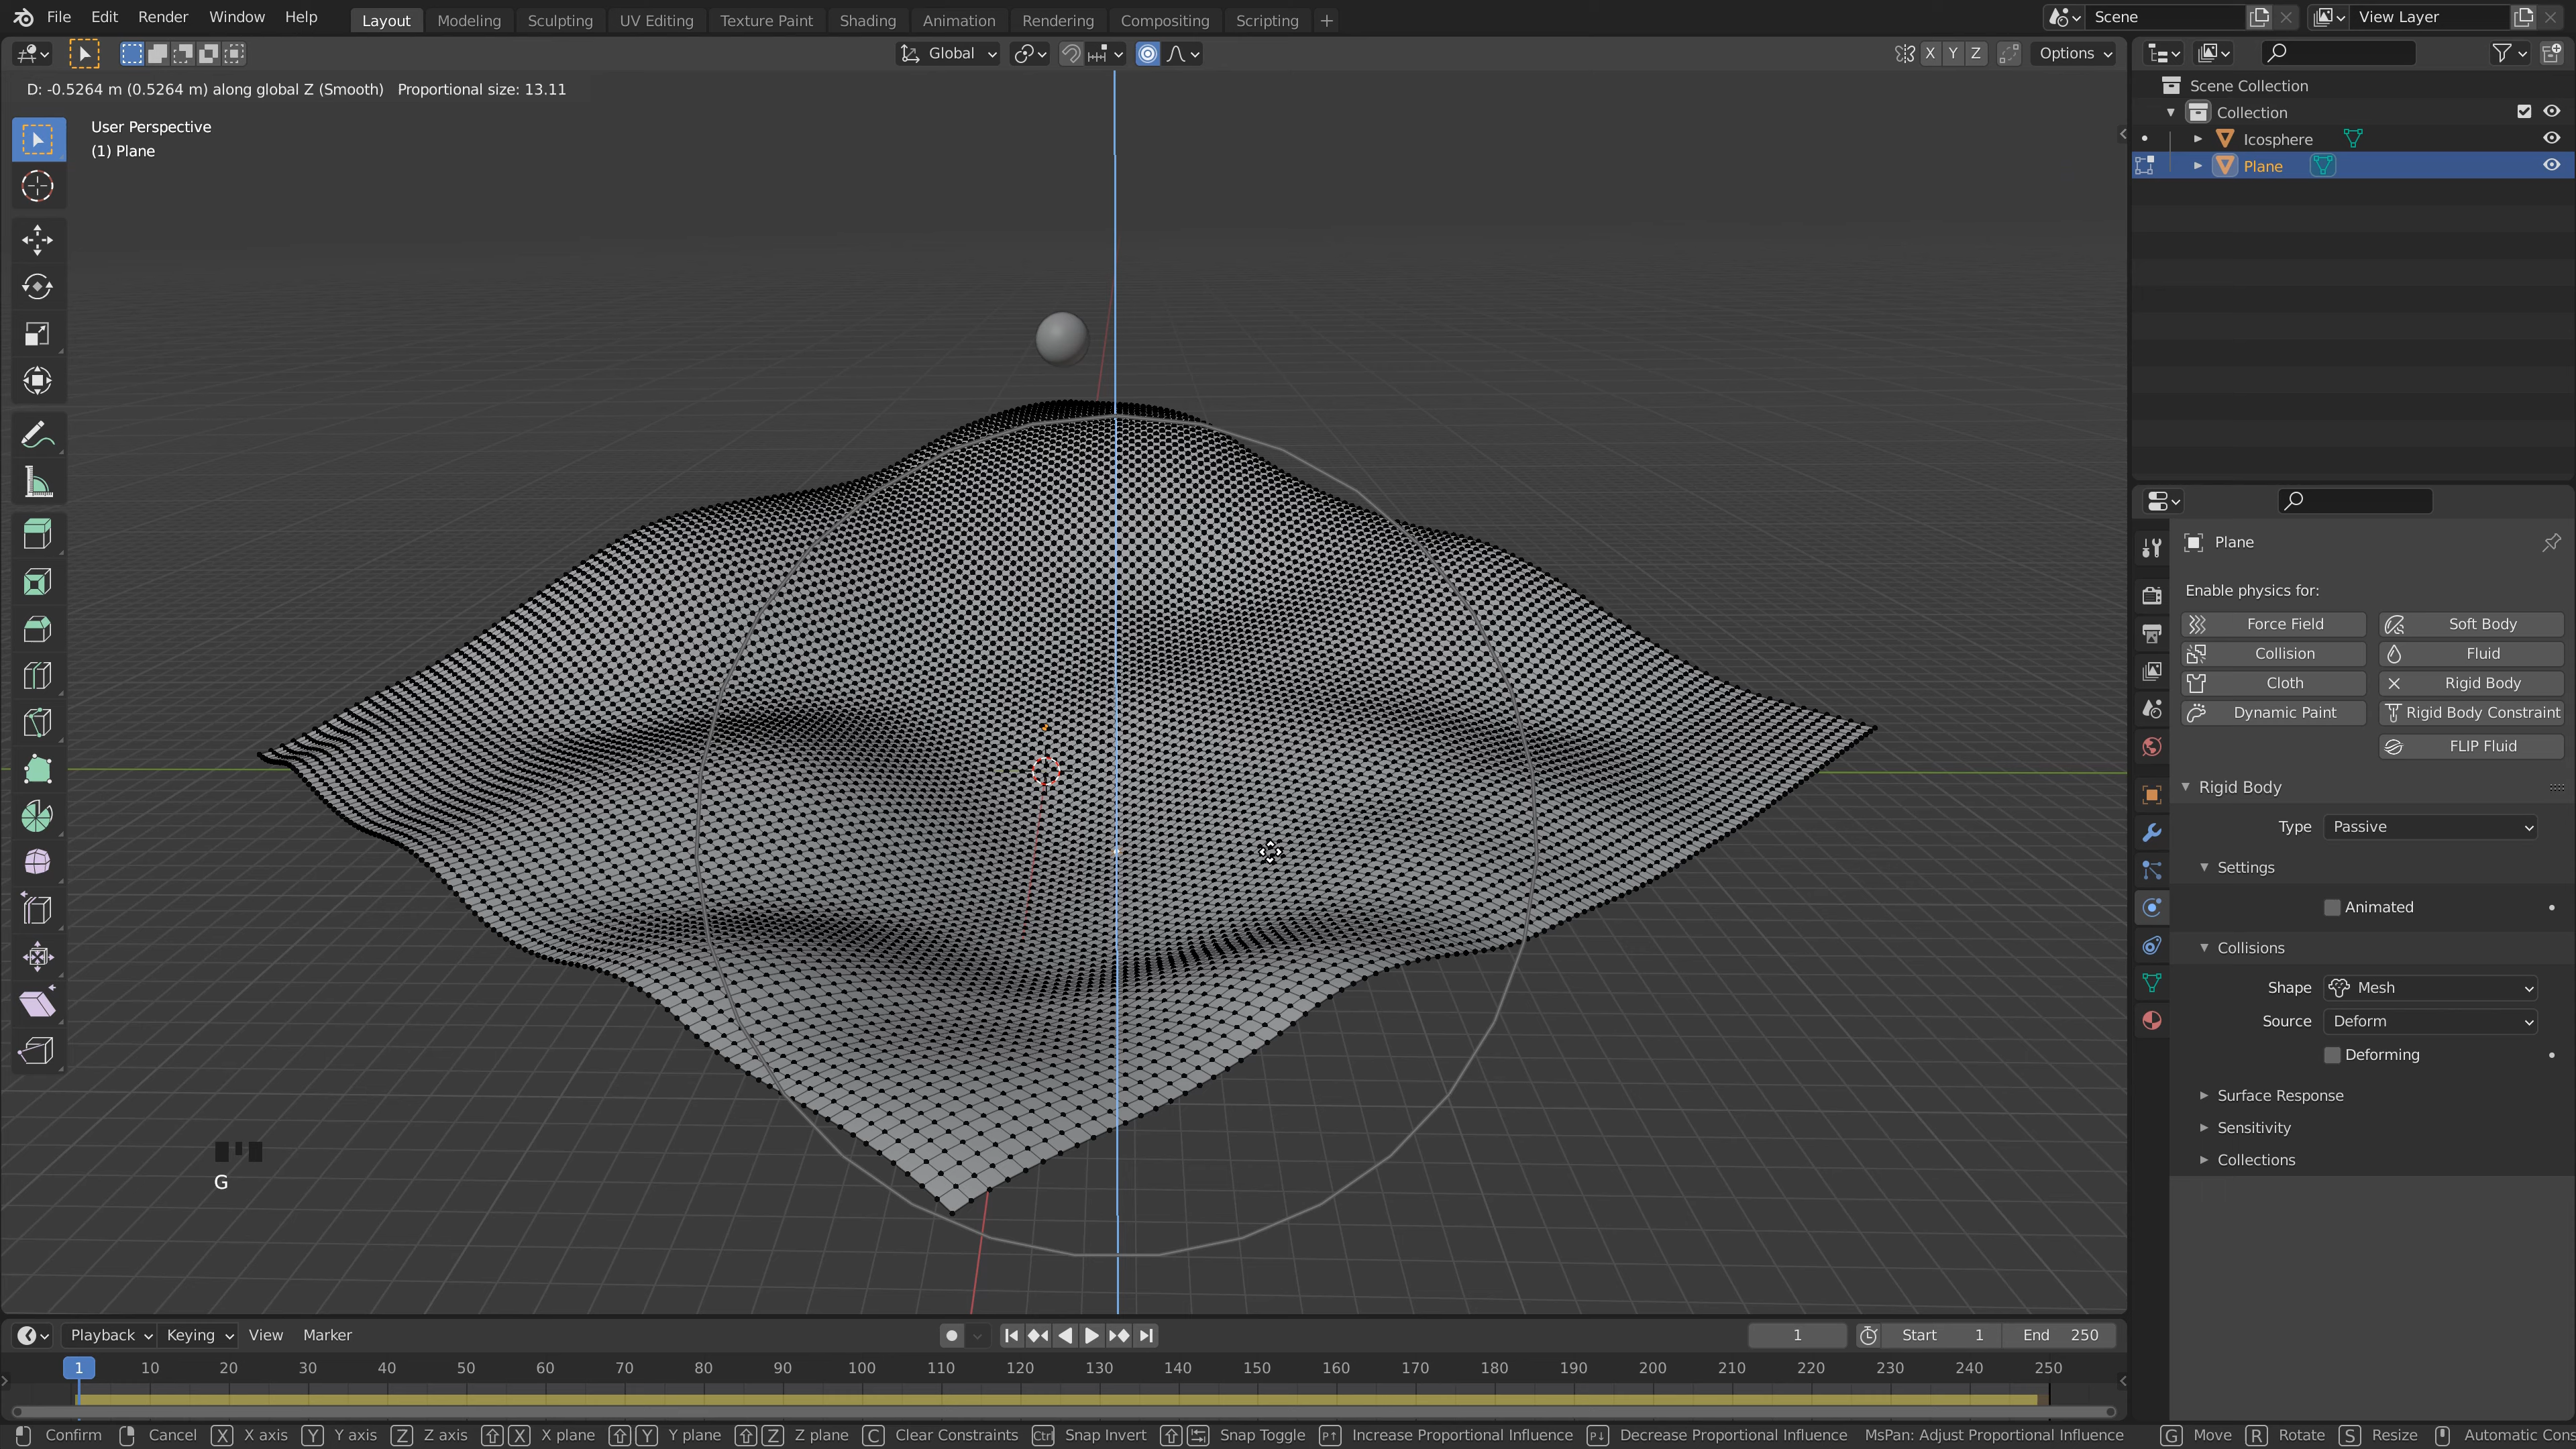 File Edit Render Window Help Layout Modeling Sculpting UV Editing Texture Paint Shading Animation Rendering Compositing Scripting + Scene View Layer
Global X Y Z Options
D: -0.5264 m (0.5264 m) along global Z (Smooth) Proportional size: 13.11
User Perspective
(1) Plane
G
Scene Collection
Collection
Icosphere
Plane
Plane
Enable physics for:
Force Field Soft Body
Collision Fluid
Cloth Rigid Body
Dynamic Paint Rigid Body Constraint
FLIP Fluid
Rigid Body
Type Passive
Settings
Animated
Collisions
Shape Mesh
Source Deform
Deforming
Surface Response
Sensitivity
Collections
Playback Keying View Marker 1 Start 1 End 250
1 10 20 30 40 50 60 70 80 90 100 110 120 130 140 150 160 170 180 190 200 210 220 230 240 250
Confirm Cancel X X axis Y Y axis Z Z axis X X plane Y Y plane Z Z plane C Clear Constraints Ctrl Snap Invert Snap Toggle P↑ Increase Proportional Influence P↓ Decrease Proportional Influence MsPan: Adjust Proportional Influence G Move R Rotate S Resize Automatic Con